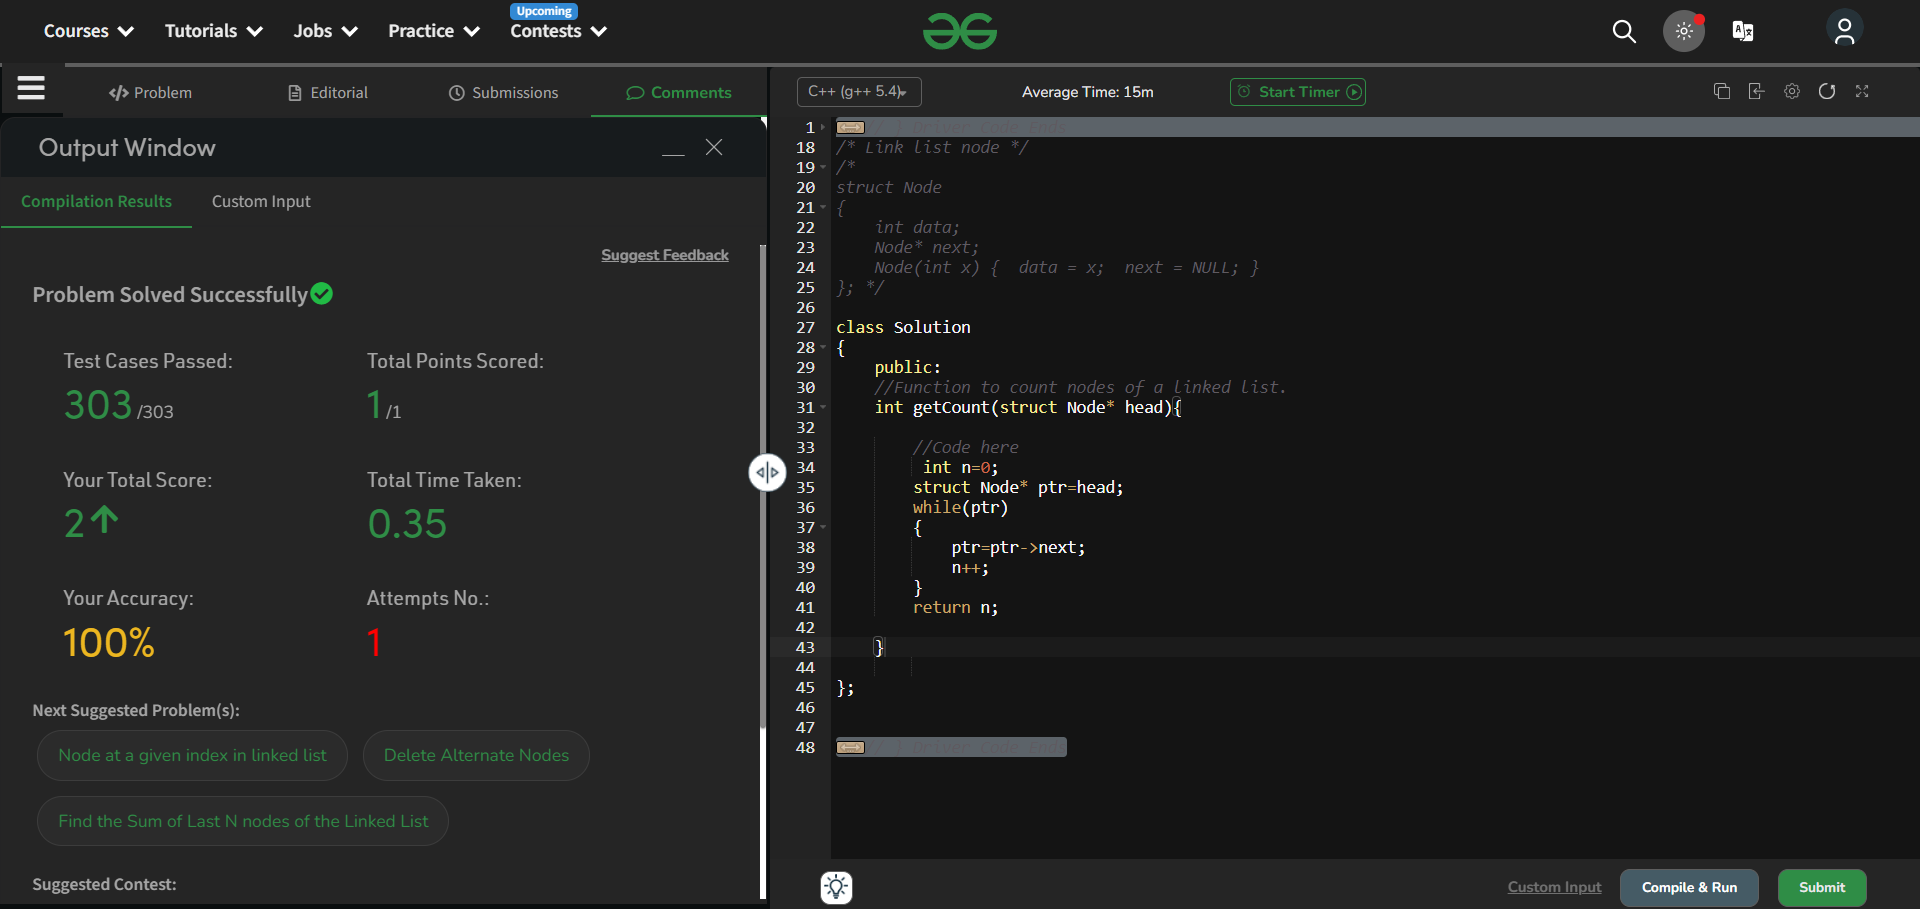 Courses Tutorials Jobs Practice Upcoming Contests
Problem Editorial Submissions Comments
Output Window
Compilation Results Custom Input
Suggest Feedback
Problem Solved Successfully
Test Cases Passed: Total Points Scored:
303 /303 1 /1
Your Total Score: Total Time Taken:
2 0.35
Your Accuracy: Attempts No.:
100% 1
Next Suggested Problem(s):
Node at a given index in linked list Delete Alternate Nodes
Find the Sum of Last N nodes of the Linked List
Suggested Contest:
C++ (g++ 5.4) Average Time: 15m Start Timer
1 // } Driver Code Ends
18 /* Link list node */
19 /*
20 struct Node
21 {
22 int data;
23 Node* next;
24 Node(int x) { data = x; next = NULL; }
25 }; */
26
27 class Solution
28 {
29 public:
30 //Function to count nodes of a linked list.
31 int getCount(struct Node* head){
32
33 //Code here
34 int n=0;
35 struct Node* ptr=head;
36 while(ptr)
37 {
38 ptr=ptr->next;
39 n++;
40 }
41 return n;
42
43 }
44
45 };
46
47
48 // } Driver Code Ends
Custom Input Compile & Run Submit